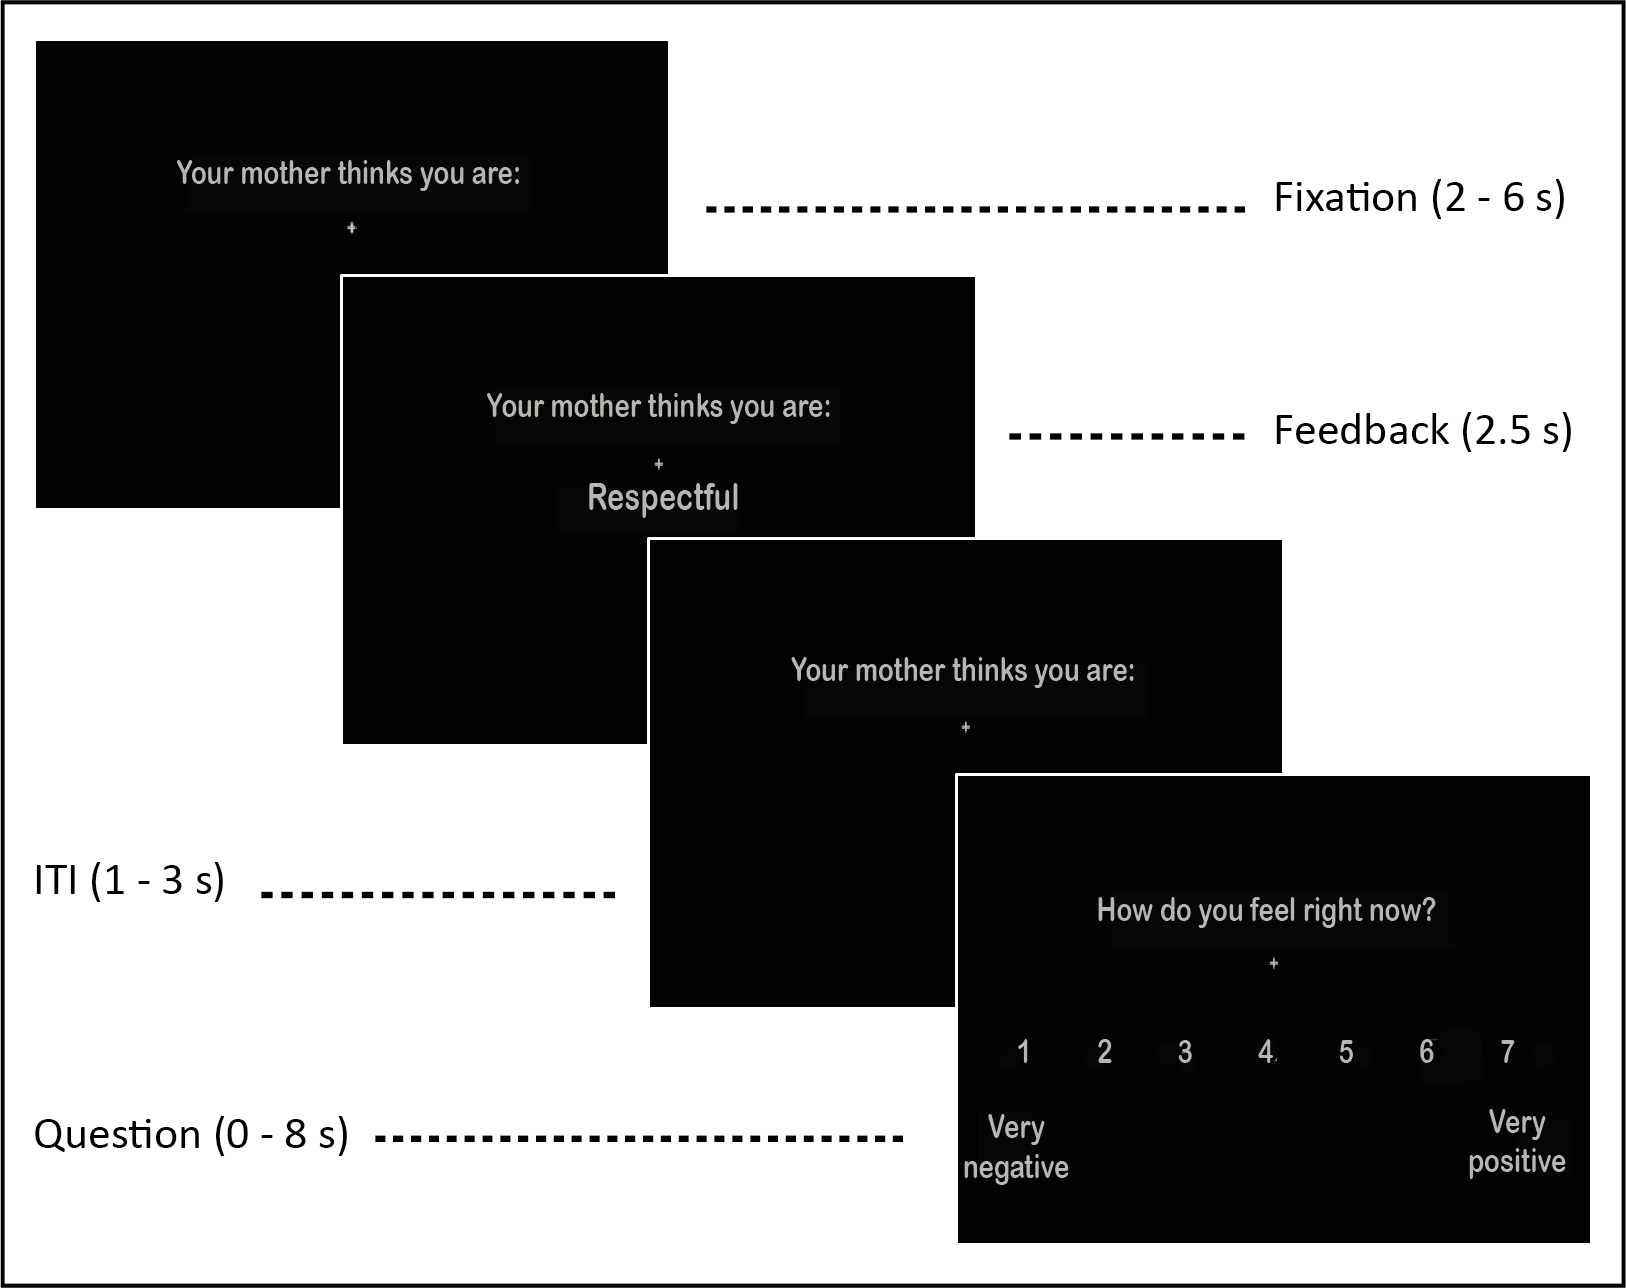 Your mother thinks you are:
+
Fixation (2 - 6 s)
Your mother thinks you are:
+
Respectful
Feedback (2.5 s)
Your mother thinks you are:
+
ITI (1 - 3 s)
How do you feel right now?
+
1 2 3 4 5 6 7
Very
negative
Very
positive
Question (0 - 8 s)